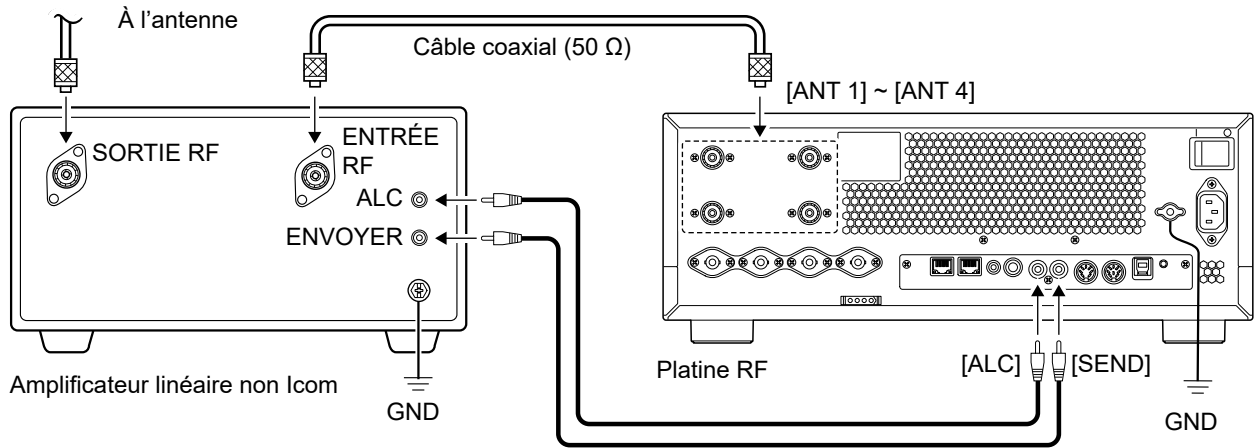 À l'antenne
Câble coaxial (50 Ω)
[ANT 1] ~ [ANT 4]
SORTIE RF
ENTRÉE
RF
ALC
ENVOYER
Platine RF
[ALC]
[SEND]
Amplificateur linéaire non Icom
GND
GND